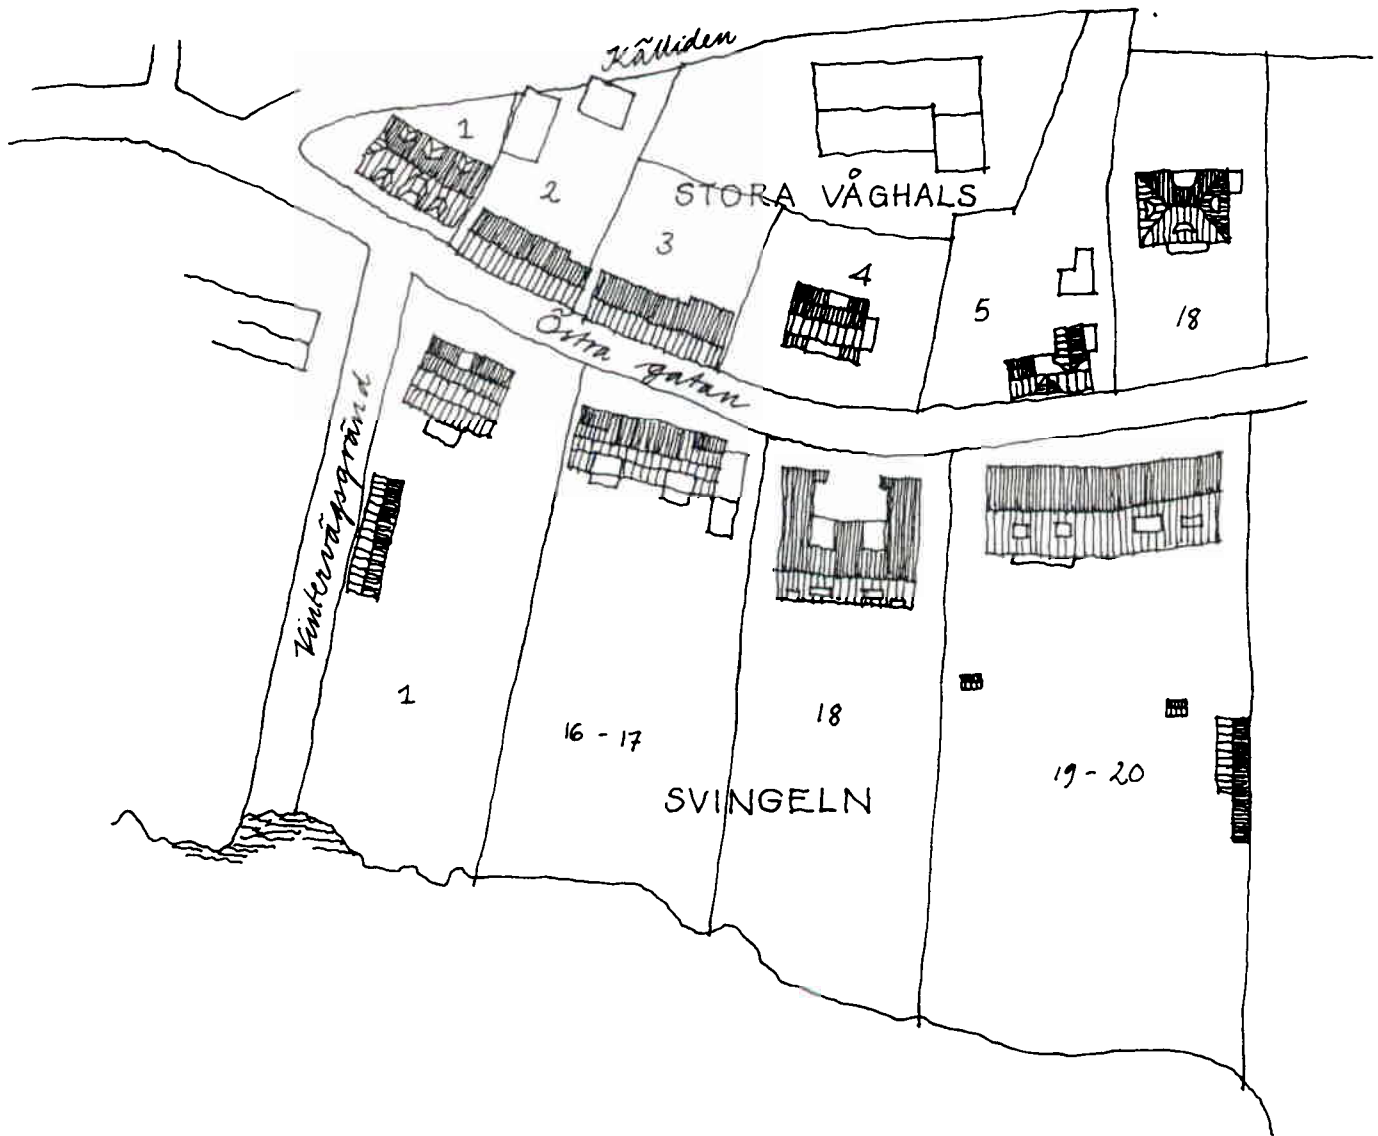 Källiden
1
2
STORA VÅGHALS
3
4
5
18
Östra gatan
Vintervägsgränd
1
16 - 17
18
19 - 20
SVINGELN